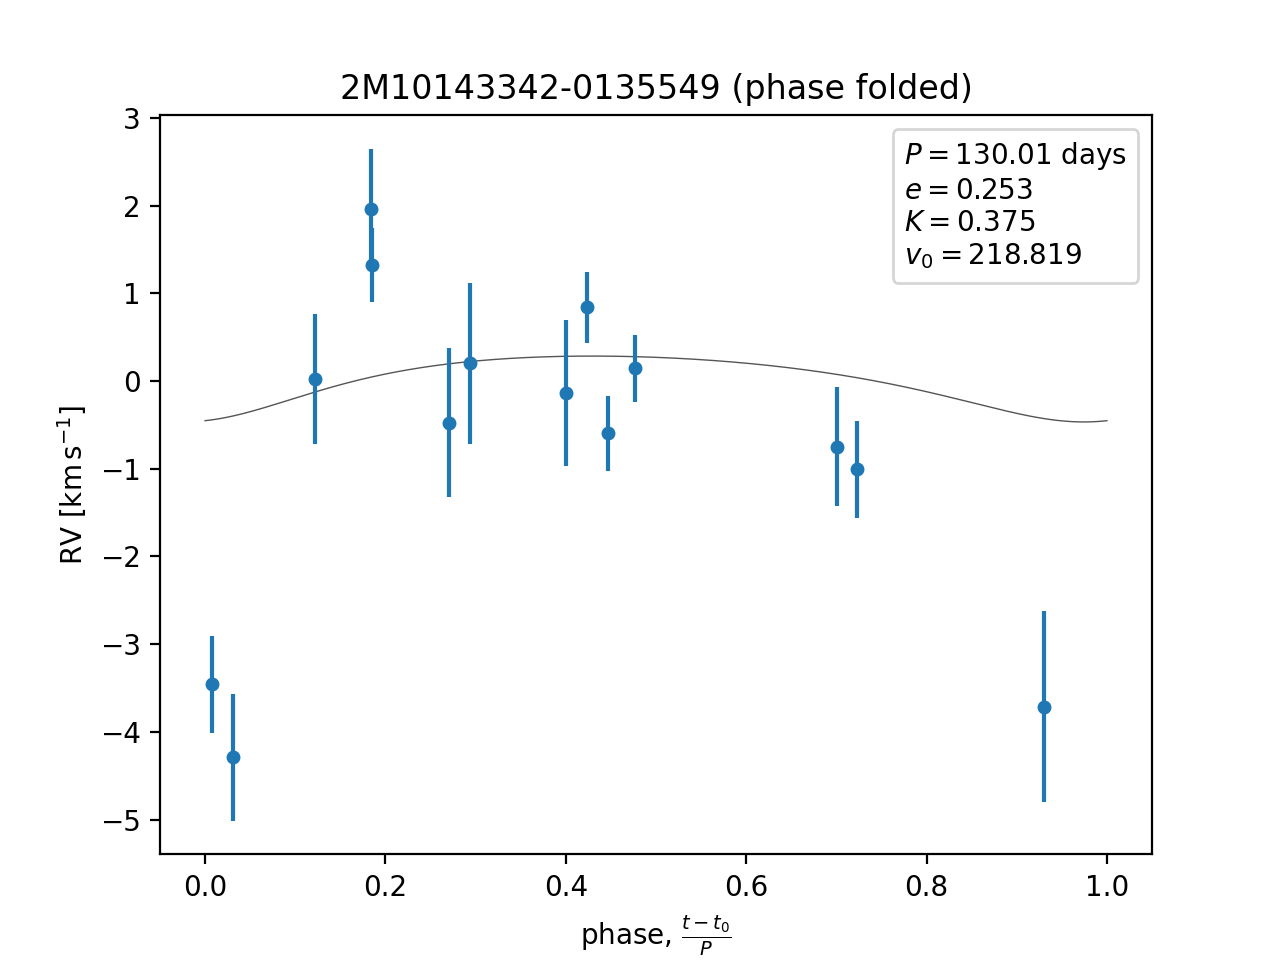 2M10143342-0135549 (phase folded)
P = 130.01 days
e = 0.253
K = 0.375
v₀ = 218.819
3
2
1
0
−1
−2
−3
−4
−5
RV [km s⁻¹]
0.0 0.2 0.4 0.6 0.8 1.0
phase, (t − t₀)/P